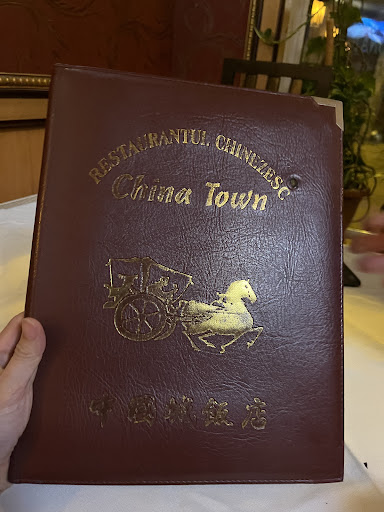 RESTAURANTUL CHINEZESC
China Town
中國城飯店